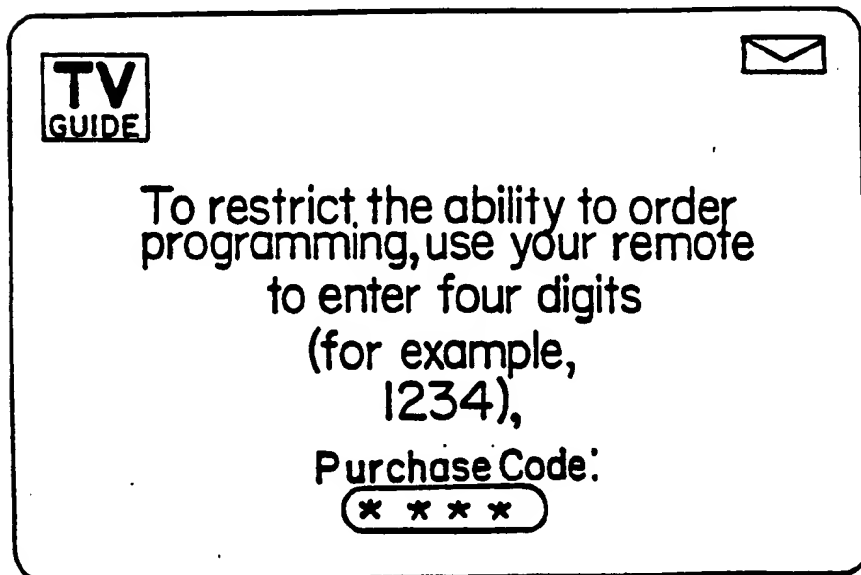 TV
GUIDE
To restrict the ability to order
programming, use your remote
to enter four digits
(for example,
1234),
Purchase Code:
* * * *